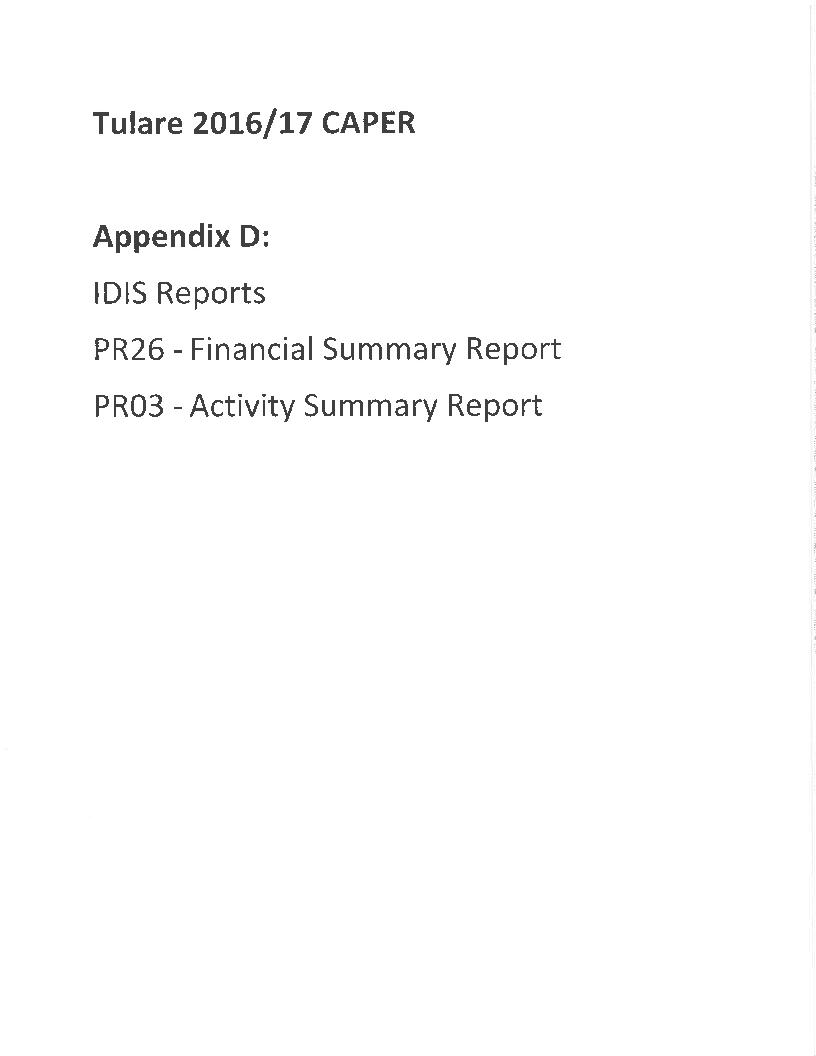 Tulare 2016/17 CAPER
Appendix D:
IDIS Reports
PR26 - Financial Summary Report
PR03 - Activity Summary Report